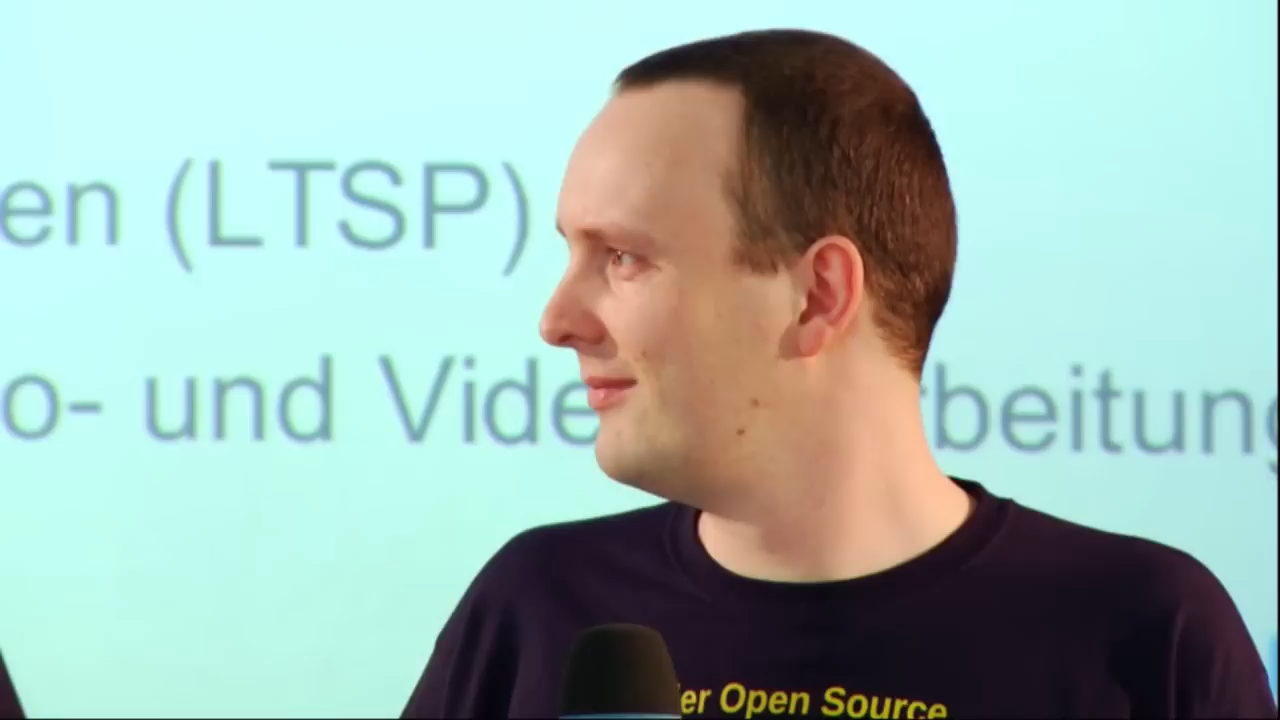 en (LTSP)
o- und Vide rbeitung
er Open Source